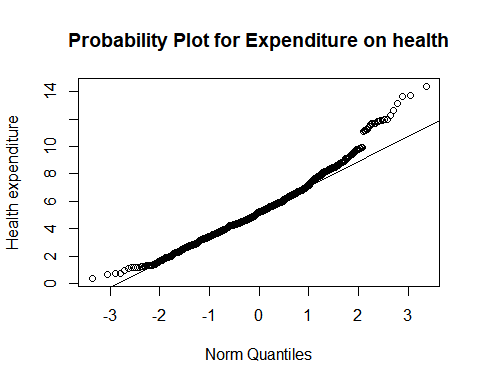 Probability Plot for Expenditure on health
Health expenditure
14
10
8
6
4
2
0
-3 -2 -1 0 1 2 3
Norm Quantiles